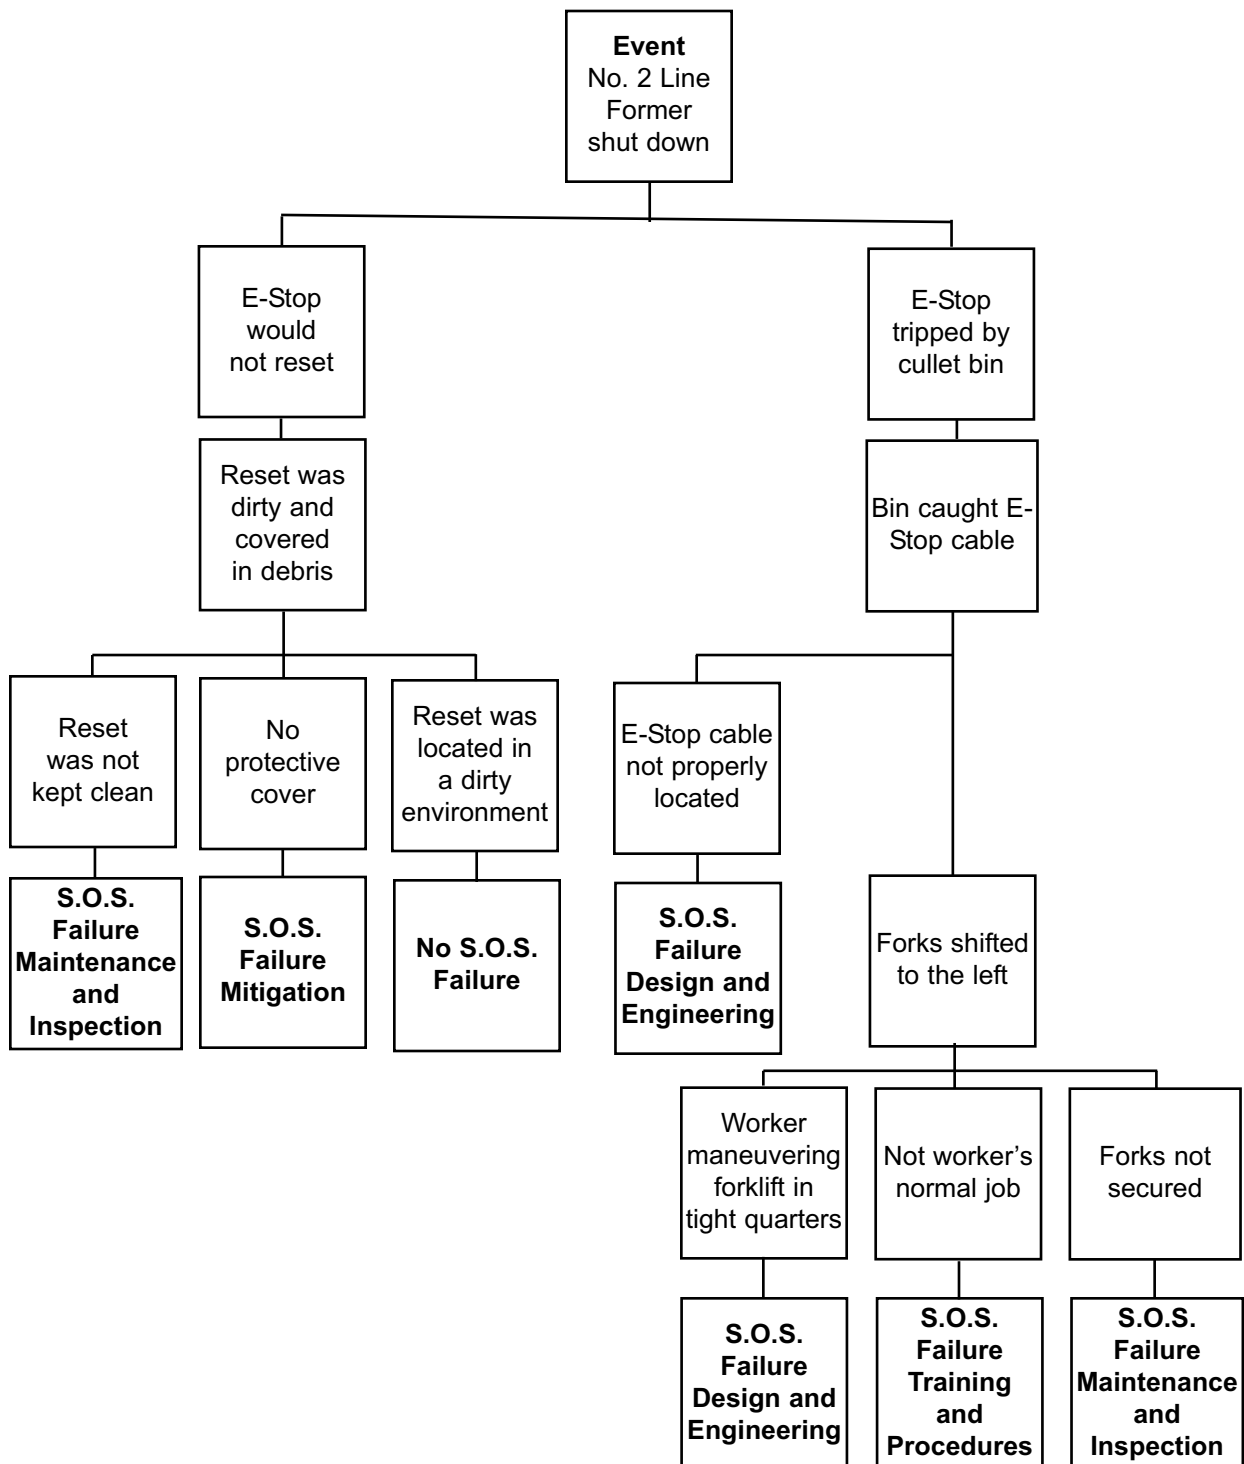 Event
No. 2 Line
Former
shut down
E-Stop
would
not reset
E-Stop
tripped by
cullet bin
Reset was
dirty and
covered
in debris
Bin caught E-
Stop cable
Reset
was not
kept clean
No
protective
cover
Reset was
located in
a dirty
environment
E-Stop cable
not properly
located
S.O.S.
Failure
Maintenance
and
Inspection
S.O.S.
Failure
Mitigation
No S.O.S.
Failure
S.O.S.
Failure
Design and
Engineering
Forks shifted
to the left
Worker
maneuvering
forklift in
tight quarters
Not worker's
normal job
Forks not
secured
S.O.S.
Failure
Design and
Engineering
S.O.S.
Failure
Training
and
Procedures
S.O.S.
Failure
Maintenance
and
Inspection